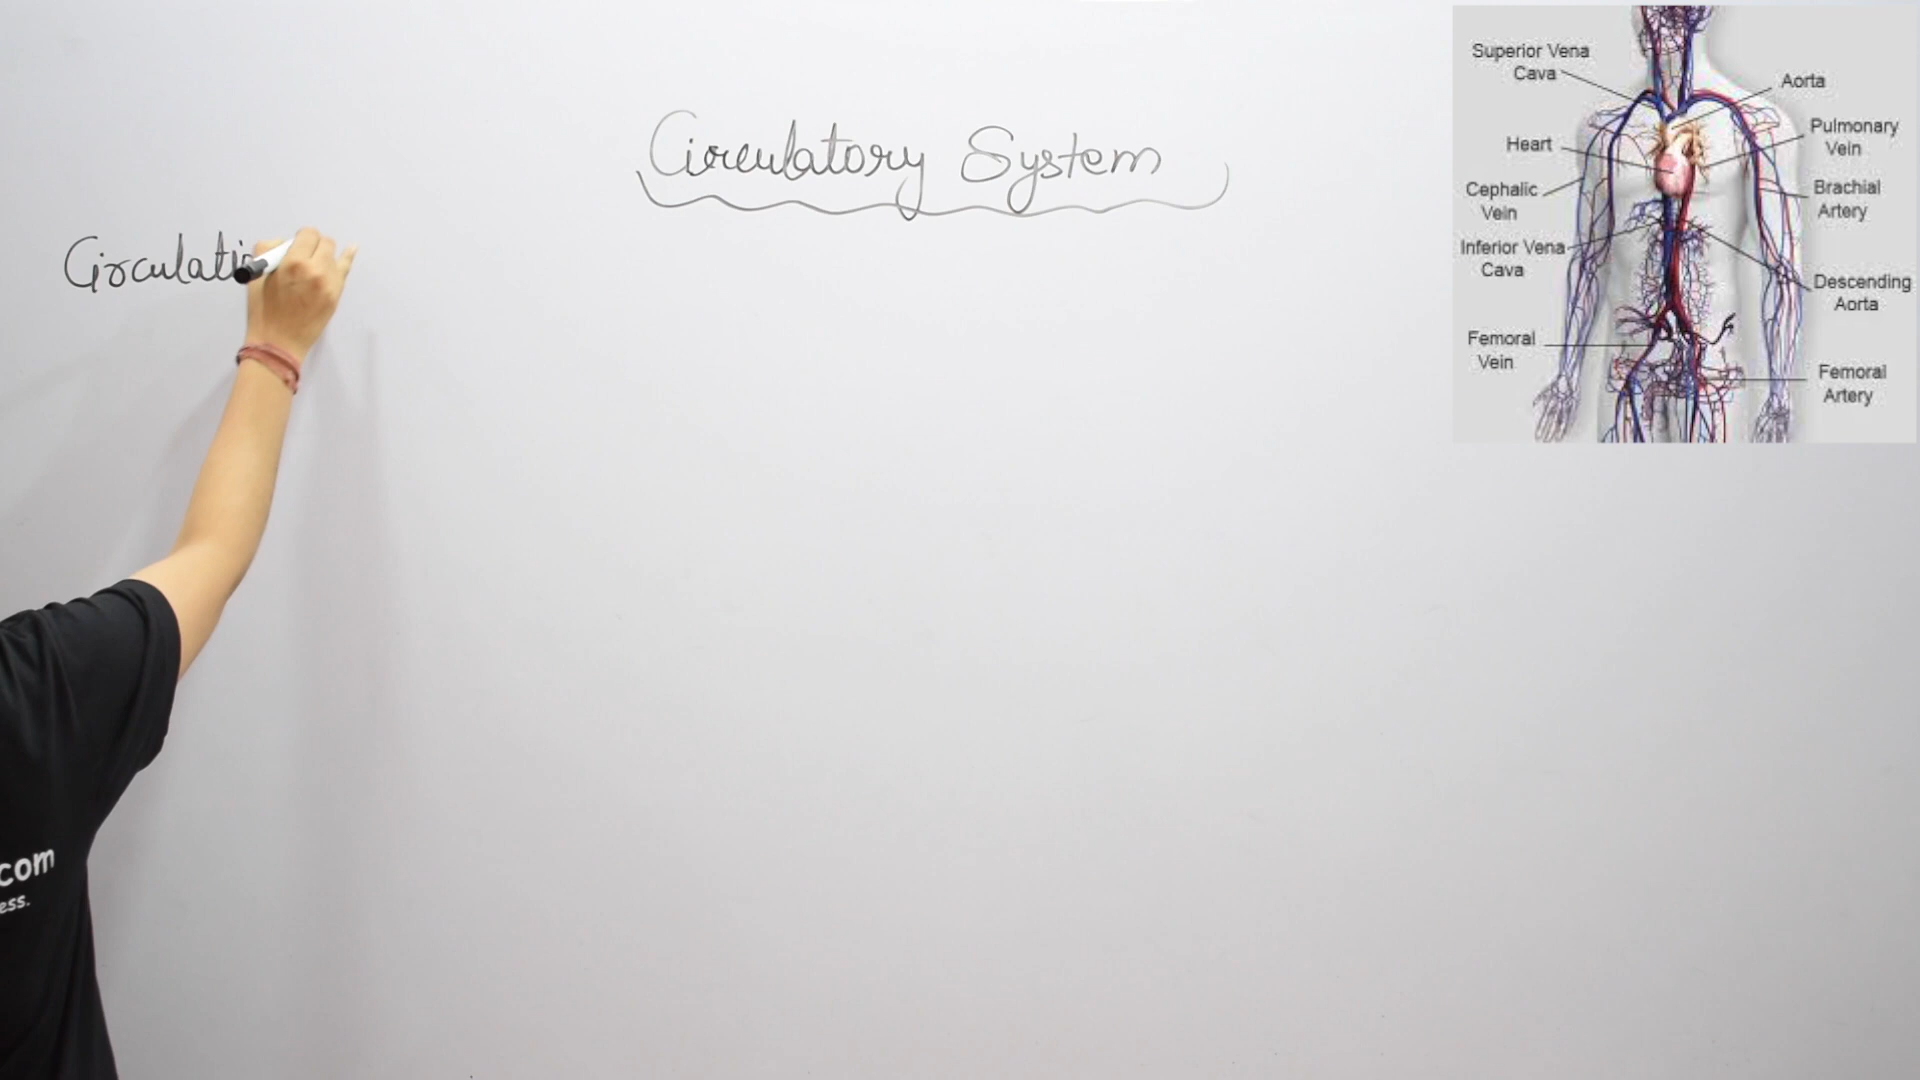 Circulatory System
Circulati
Superior Vena
Cava
Aorta
Pulmonary
Vein
Heart
Brachial
Artery
Cephalic
Vein
Inferior Vena
Cava
Descending
Aorta
Femoral
Vein
Femoral
Artery
com
ess.